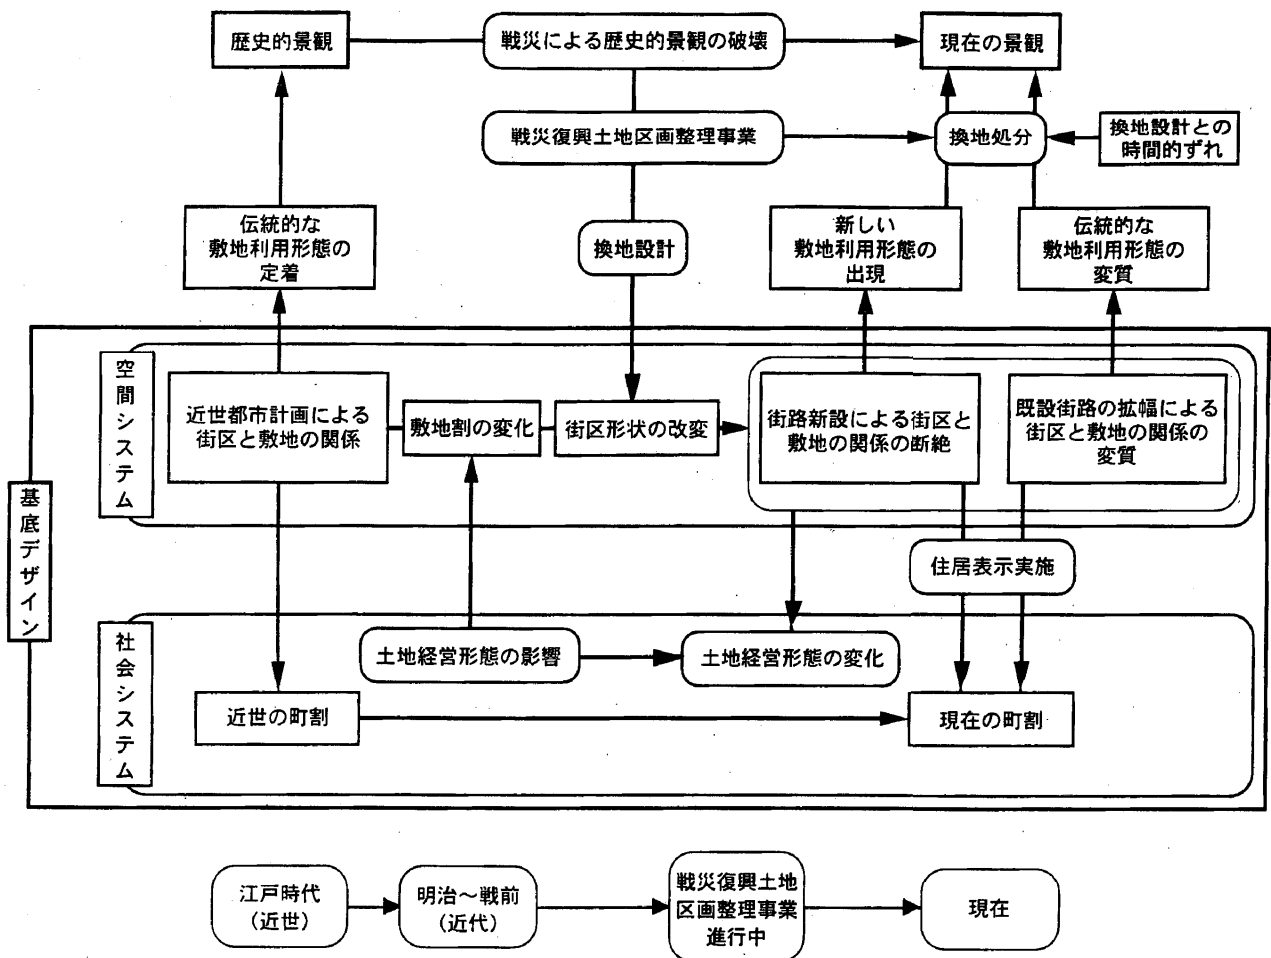 歴史的景観
戦災による歴史的景観の破壊
現在の景観
戦災復興土地区画整理事業
換地処分
換地設計との
時間的ずれ
伝統的な
敷地利用形態の
定着
換地設計
新しい
敷地利用形態の
出現
伝統的な
敷地利用形態の
変質
基底デザイン
空間システム
近世都市計画による
街区と敷地の関係
敷地割の変化
街区形状の改変
街路新設による街区と
敷地の関係の断絶
既設街路の拡幅による
街区と敷地の関係の
変質
住居表示実施
社会システム
土地経営形態の影響
土地経営形態の変化
近世の町割
現在の町割
江戸時代
(近世)
明治～戦前
(近代)
戦災復興土地
区画整理事業
進行中
現在